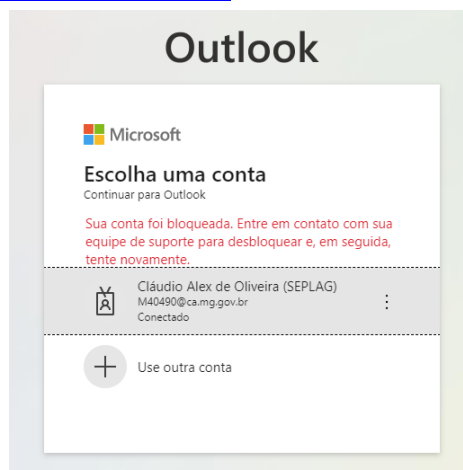 Outlook
Microsoft
Escolha uma conta
Continuar para Outlook
Sua conta foi bloqueada. Entre em contato com sua
equipe de suporte para desbloquear e, em seguida,
tente novamente.
Cláudio Alex de Oliveira (SEPLAG)
M40490@ca.mg.gov.br
Conectado
Use outra conta